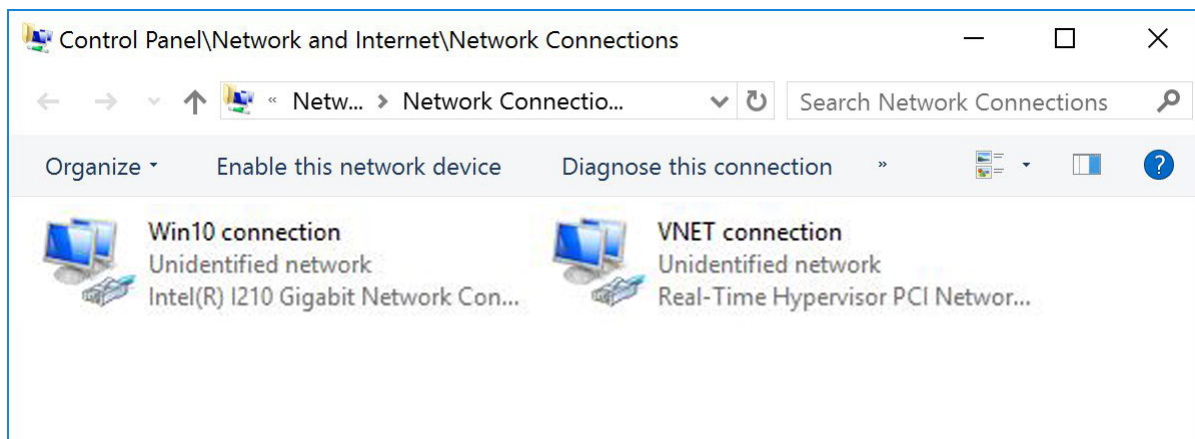 Control Panel\Network and Internet\Network Connections
« Netw... > Network Connectio... Search Network Connections
Organize Enable this network device Diagnose this connection »
Win10 connection
Unidentified network
Intel(R) I210 Gigabit Network Con...
VNET connection
Unidentified network
Real-Time Hypervisor PCI Networ...